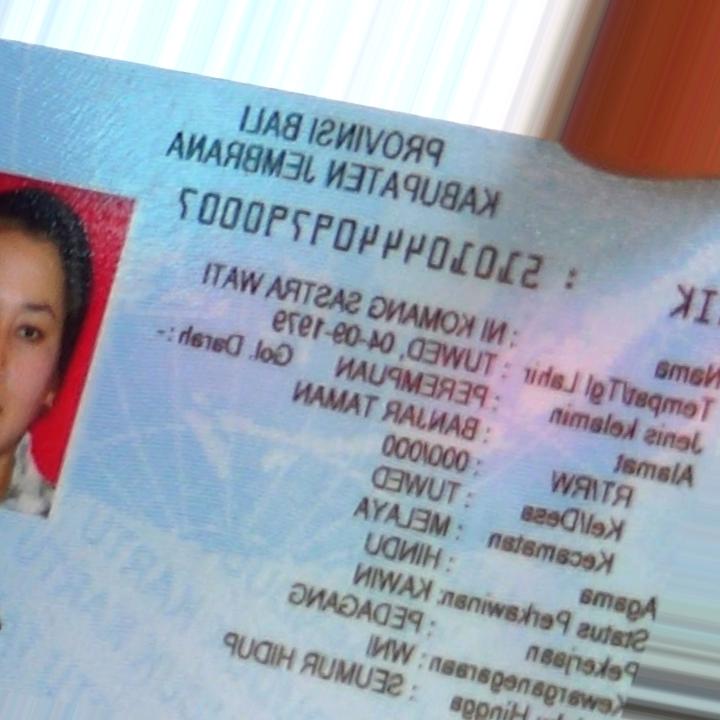 PROVINSI BALI
KABUPATEN JEMBRANA
NIK : 5101044409790007
Nama : NI KOMANG SASTRA WATI
Tempat/Tgl Lahir : TUWED, 04-09-1979
Jenis kelamin : PEREMPUAN Gol. Darah : -
Alamat : BANJAR TAMAN
RT/RW : 000/000
Kel/Desa : TUWED
Kecamatan : MELAYA
Agama : HINDU
Status Perkawinan: KAWIN
Pekerjaan : PEDAGANG
Kewarganegaraan: WNI
Hingga : SEUMUR HIDUP